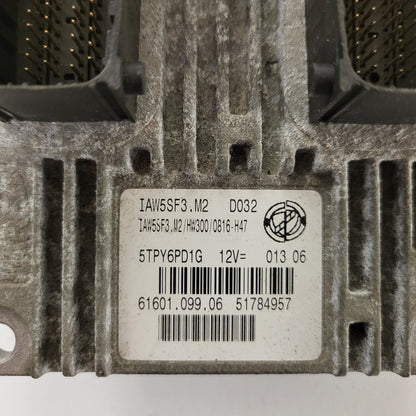 IAW5SF3.M2 D032
IAW5SF3.M2/HW300/0816-H47
5TPY6PD1G 12V= 013 06
61601.099.06 51784957